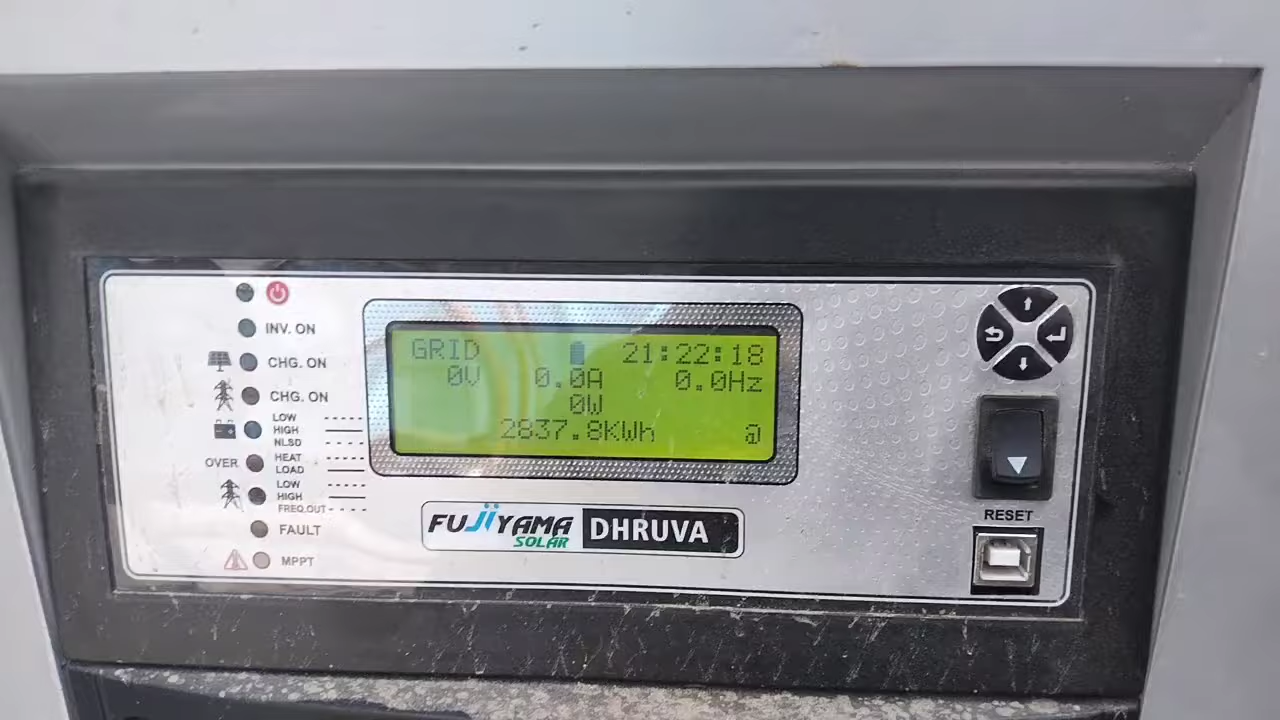 INV. ON
CHG. ON
CHG. ON
LOW
HIGH
NLSD
OVER
HEAT
LOAD
LOW
HIGH
FREQ.OUT
FAULT
MPPT
GRID 21:22:18
0V 0.0A 0.0Hz
0W
2837.8KWh @
FUJIYAMA
SOLAR
DHRUVA
RESET